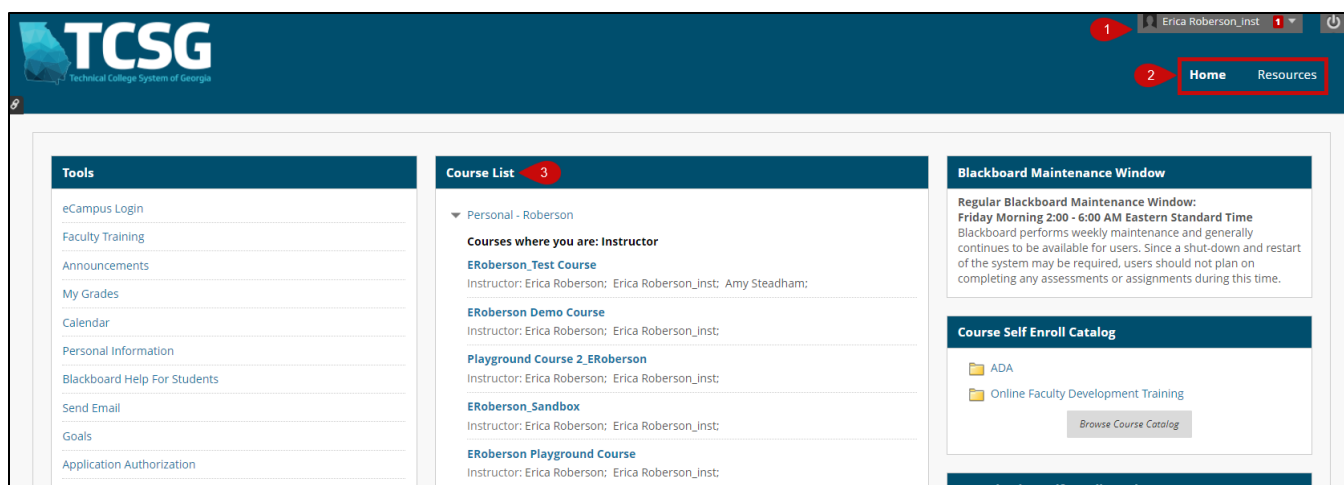 TCSG
Technical College System of Georgia
1
Erica Roberson_inst 1
2
Home Resources
Tools
eCampus Login
Faculty Training
Announcements
My Grades
Calendar
Personal Information
Blackboard Help For Students
Send Email
Goals
Application Authorization
Course List 3
Personal - Roberson
Courses where you are: Instructor
ERoberson_Test Course
Instructor: Erica Roberson; Erica Roberson_inst; Amy Steadham;
ERoberson Demo Course
Instructor: Erica Roberson; Erica Roberson_inst;
Playground Course 2_ERoberson
Instructor: Erica Roberson; Erica Roberson_inst;
ERoberson_Sandbox
Instructor: Erica Roberson; Erica Roberson_inst;
ERoberson Playground Course
Instructor: Erica Roberson; Erica Roberson_inst;
Blackboard Maintenance Window
Regular Blackboard Maintenance Window:
Friday Morning 2:00 - 6:00 AM Eastern Standard Time
Blackboard performs weekly maintenance and generally
continues to be available for users. Since a shut-down and restart
of the system may be required, users should not plan on
completing any assessments or assignments during this time.
Course Self Enroll Catalog
ADA
Online Faculty Development Training
Browse Course Catalog